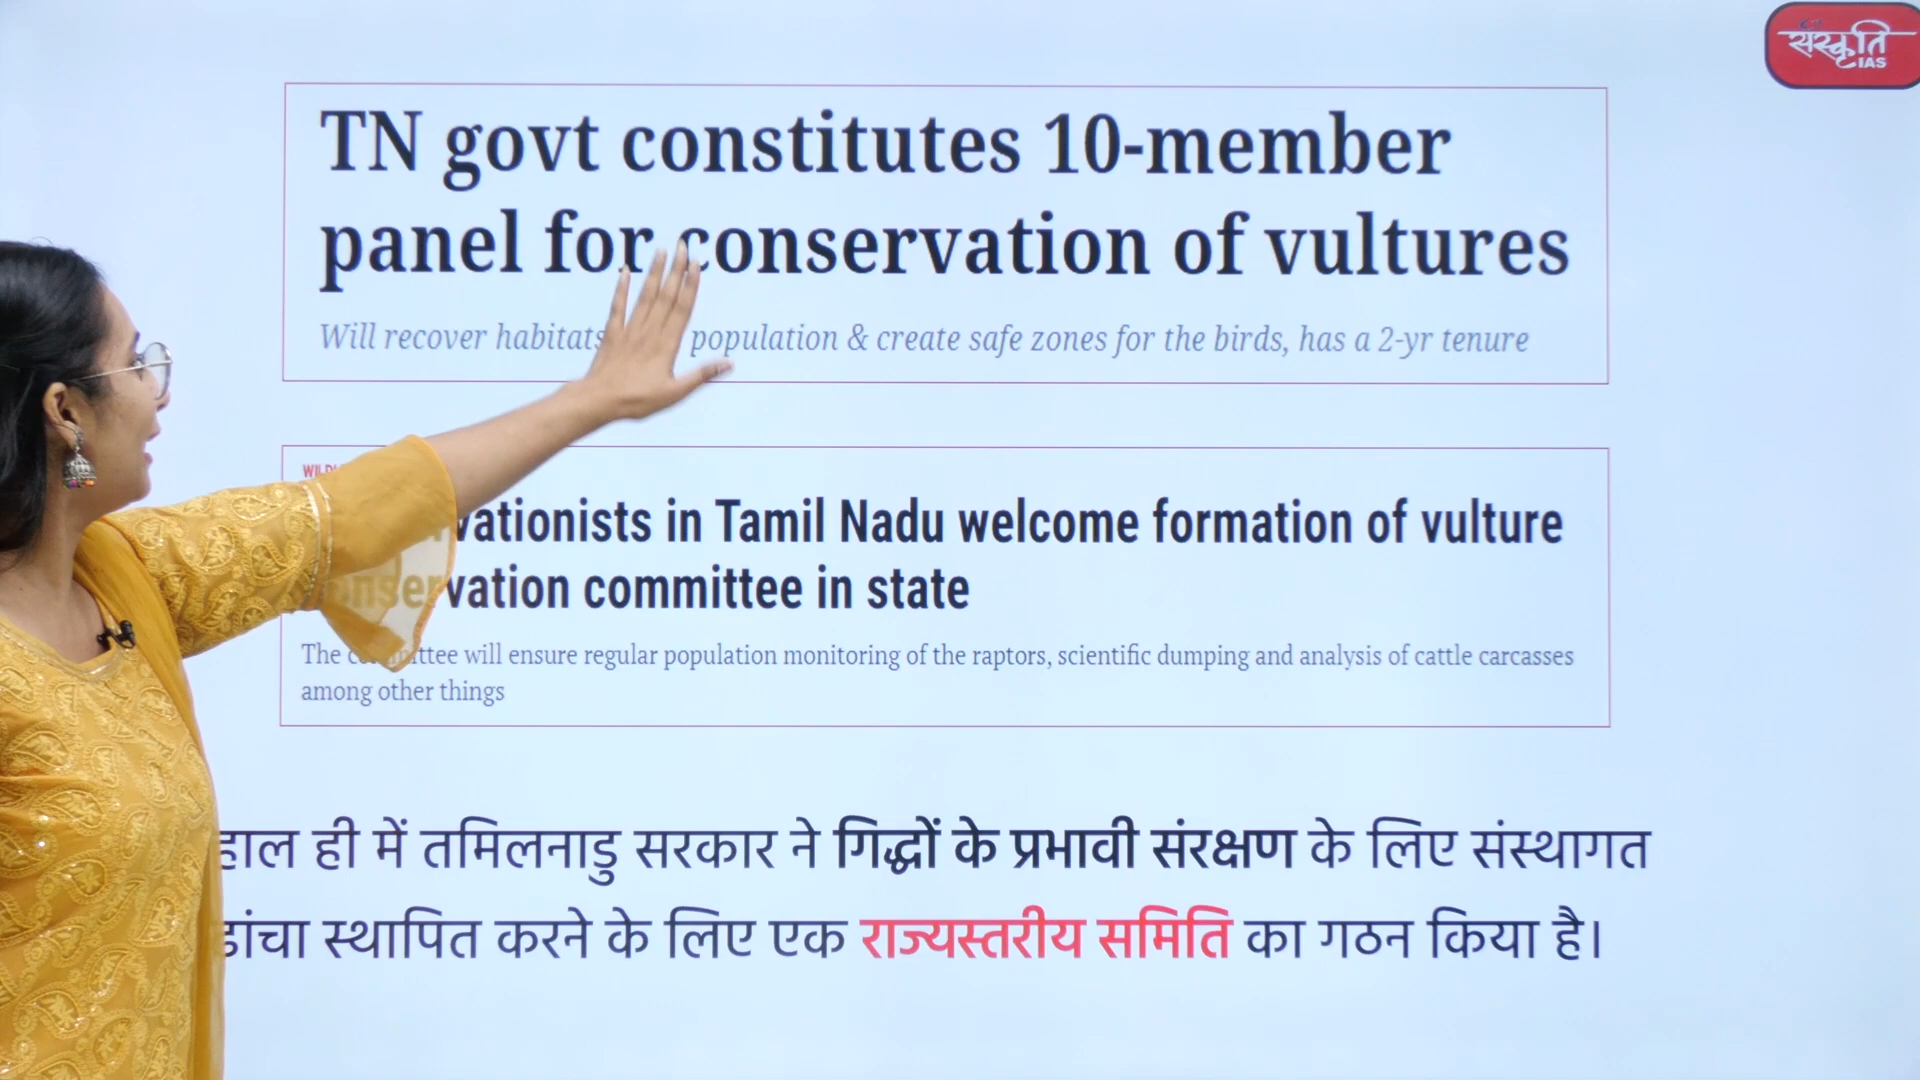 संस्कृति
IAS
TN govt constitutes 10-member
panel for conservation of vultures
Will recover habitats population & create safe zones for the birds, has a 2-yr tenure
vationists in Tamil Nadu welcome formation of vulture
conservation committee in state
The committee will ensure regular population monitoring of the raptors, scientific dumping and analysis of cattle carcasses
among other things
हाल ही में तमिलनाडु सरकार ने गिद्धों के प्रभावी संरक्षण के लिए संस्थागत
ढांचा स्थापित करने के लिए एक राज्यस्तरीय समिति का गठन किया है।